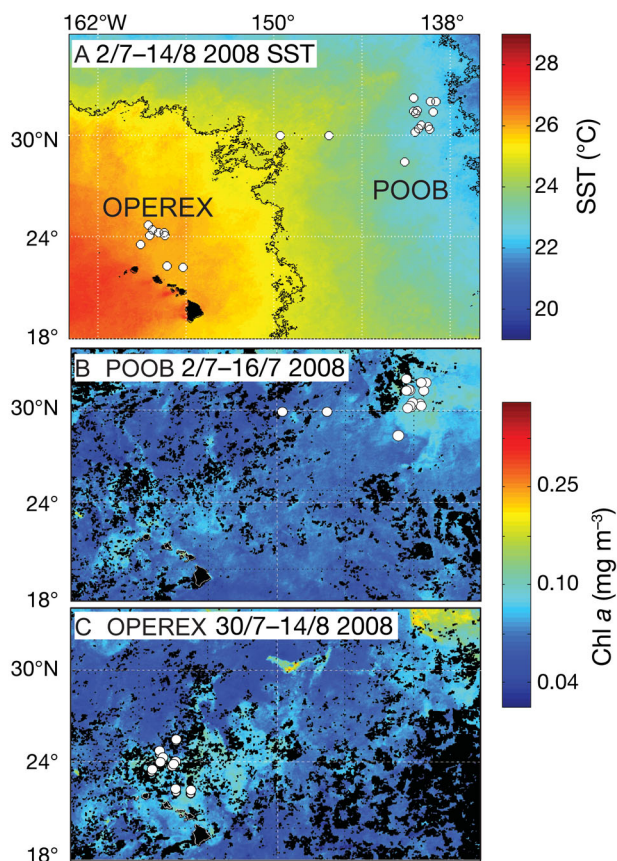 162°W 150° 138°
A 2/7–14/8 2008 SST
28
26
24
22
20
SST (°C)
30°N
24°
18°
OPEREX
POOB
B POOB 2/7–16/7 2008
30°N
24°
18°
C OPEREX 30/7–14/8 2008
30°N
24°
18°
0.25
0.10
0.04
Chl a (mg m⁻³)